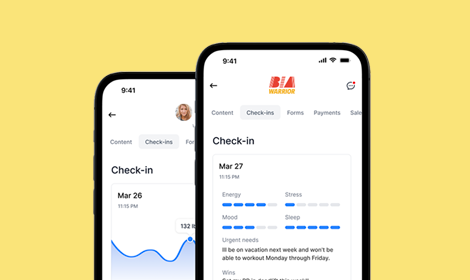 9:41
Content Check-ins For
Check-in
Mar 26
11:15 PM
132 lb
9:41
BIA
WARRIOR
Content Check-ins Forms Payments Sale
Check-in
Mar 27
11:15 PM
Energy Stress
Mood Sleep
Urgent needs
Ill be on vacation next week and won't be
able to workout Monday through Friday.
Wins